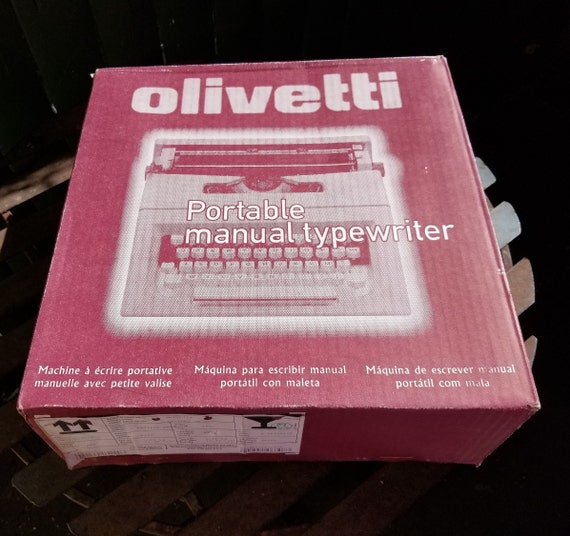 olivetti
Portable
manual typewriter
Machine à écrire portative
manuelle avec petite valise
Máquina para escribir manual
portátil con maleta
Máquina de escrever manual
portátil com mala